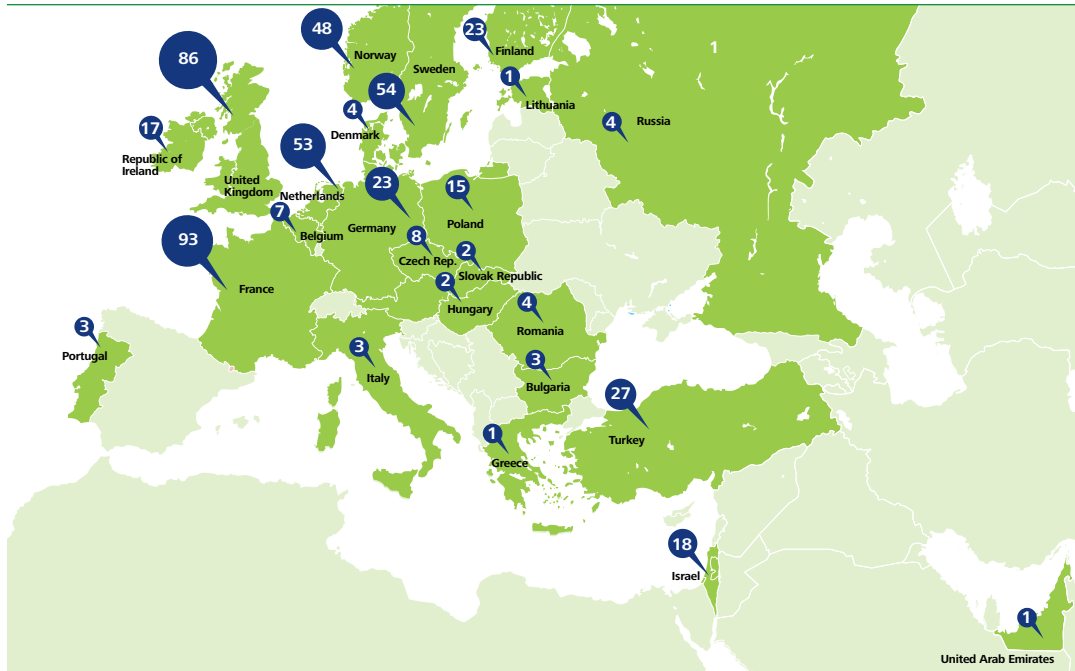 48
Norway
Sweden
23
Finland
1
86
1
Lithuania
54
4
Denmark
4
Russia
17
Republic of
Ireland
53
United
Kingdom
Netherlands
23
Germany
15
Poland
7
Belgium
8
Czech Rep.
2
Slovak Republic
93
France
2
Hungary
4
Romania
3
Portugal
3
Italy
3
Bulgaria
27
Turkey
1
Greece
18
Israel
1
United Arab Emirates